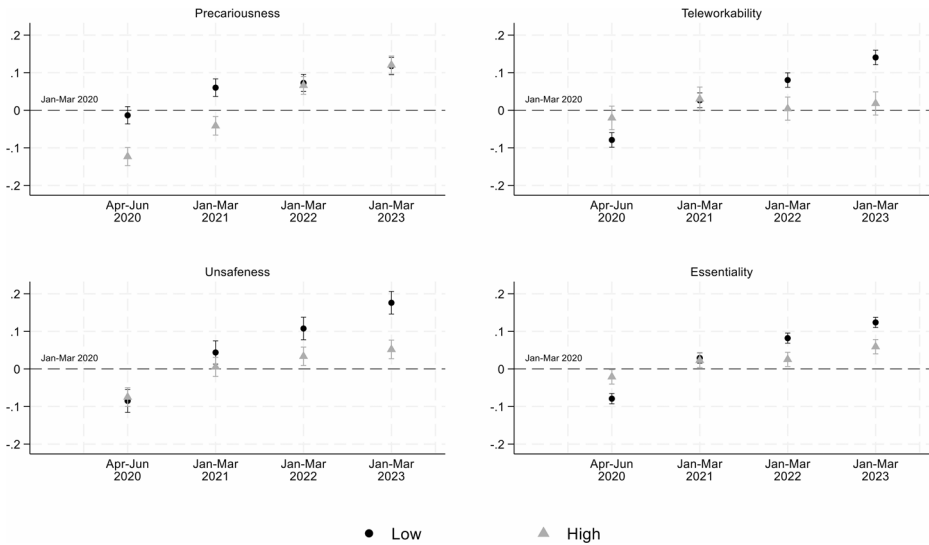 Precariousness
.2
.1
0
-.1
-.2
Jan-Mar 2020
Apr-Jun 2020
Jan-Mar 2021
Jan-Mar 2022
Jan-Mar 2023
Teleworkability
.2
.1
0
-.1
-.2
Jan-Mar 2020
Apr-Jun 2020
Jan-Mar 2021
Jan-Mar 2022
Jan-Mar 2023
Unsafeness
.2
.1
0
-.1
-.2
Jan-Mar 2020
Apr-Jun 2020
Jan-Mar 2021
Jan-Mar 2022
Jan-Mar 2023
Essentiality
.2
.1
0
-.1
-.2
Jan-Mar 2020
Apr-Jun 2020
Jan-Mar 2021
Jan-Mar 2022
Jan-Mar 2023
Low
High